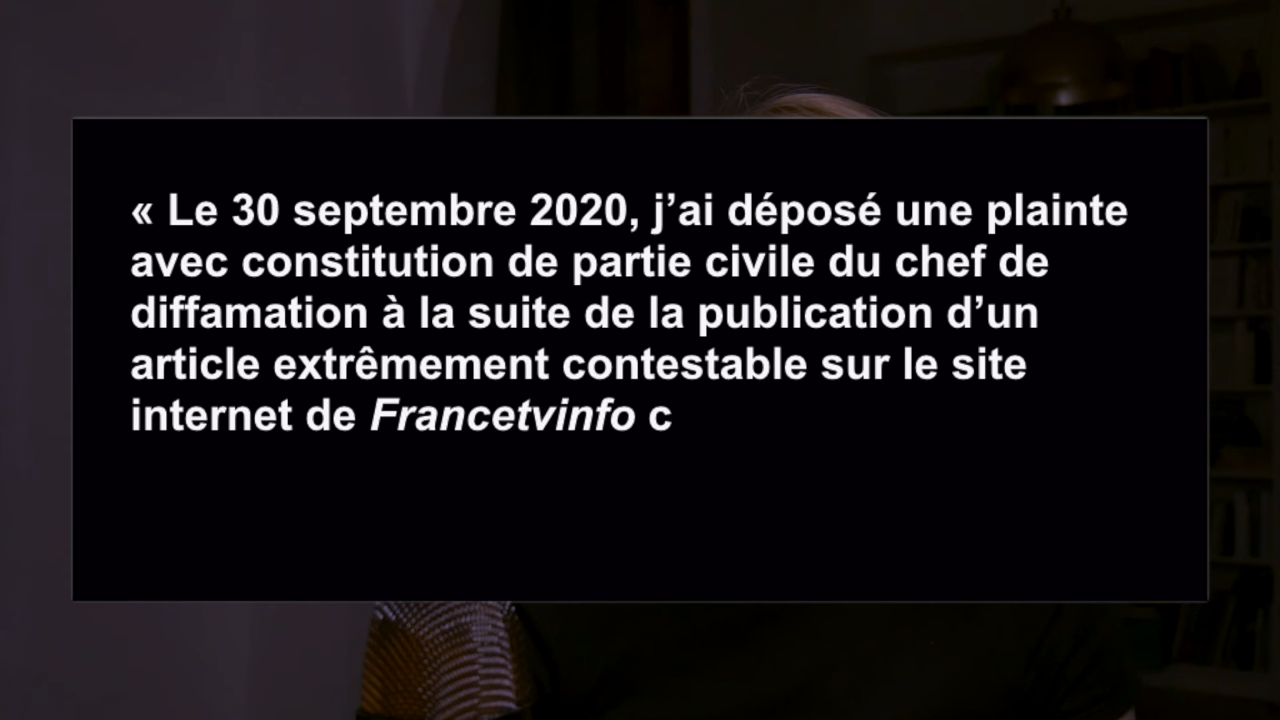 « Le 30 septembre 2020, j’ai déposé une plainte
avec constitution de partie civile du chef de
diffamation à la suite de la publication d’un
article extrêmement contestable sur le site
internet de Francetvinfo c